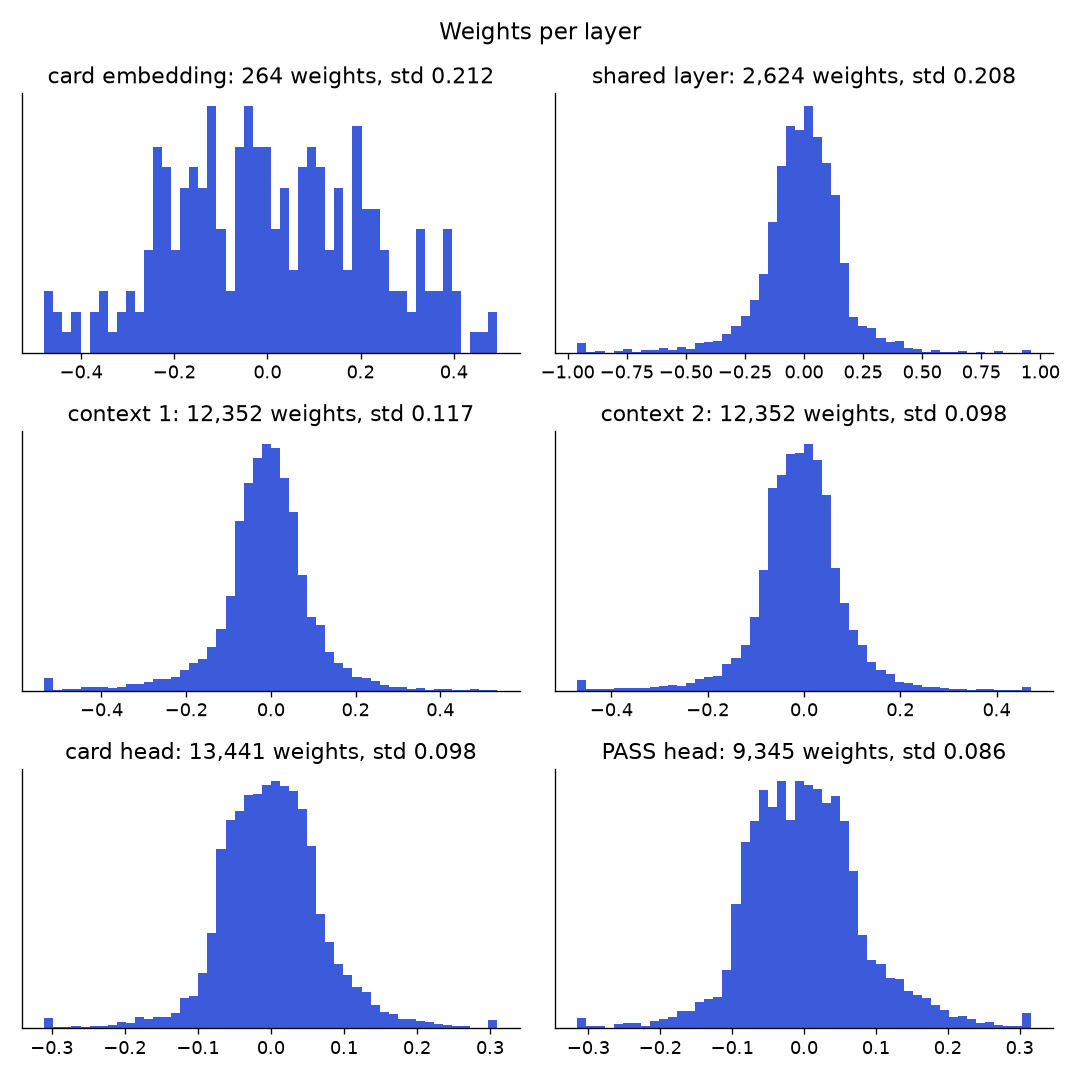 Weights per layer
card embedding: 264 weights, std 0.212
−0.4 −0.2 0.0 0.2 0.4
shared layer: 2,624 weights, std 0.208
−1.00 −0.75 −0.50 −0.25 0.00 0.25 0.50 0.75 1.00
context 1: 12,352 weights, std 0.117
−0.4 −0.2 0.0 0.2 0.4
context 2: 12,352 weights, std 0.098
−0.4 −0.2 0.0 0.2 0.4
card head: 13,441 weights, std 0.098
−0.3 −0.2 −0.1 0.0 0.1 0.2 0.3
PASS head: 9,345 weights, std 0.086
−0.3 −0.2 −0.1 0.0 0.1 0.2 0.3